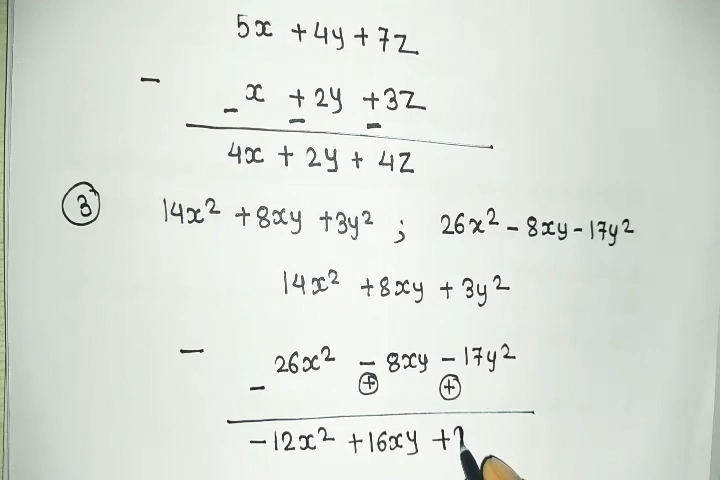 5x + 4y + 7z
− x + 2y + 3z
− − −
4x + 2y + 4z
③ 14x² + 8xy + 3y² ; 26x² − 8xy − 17y²
14x² + 8xy + 3y²
− 26x² − 8xy − 17y²
− ⊕ ⊕
−12x² + 16xy +